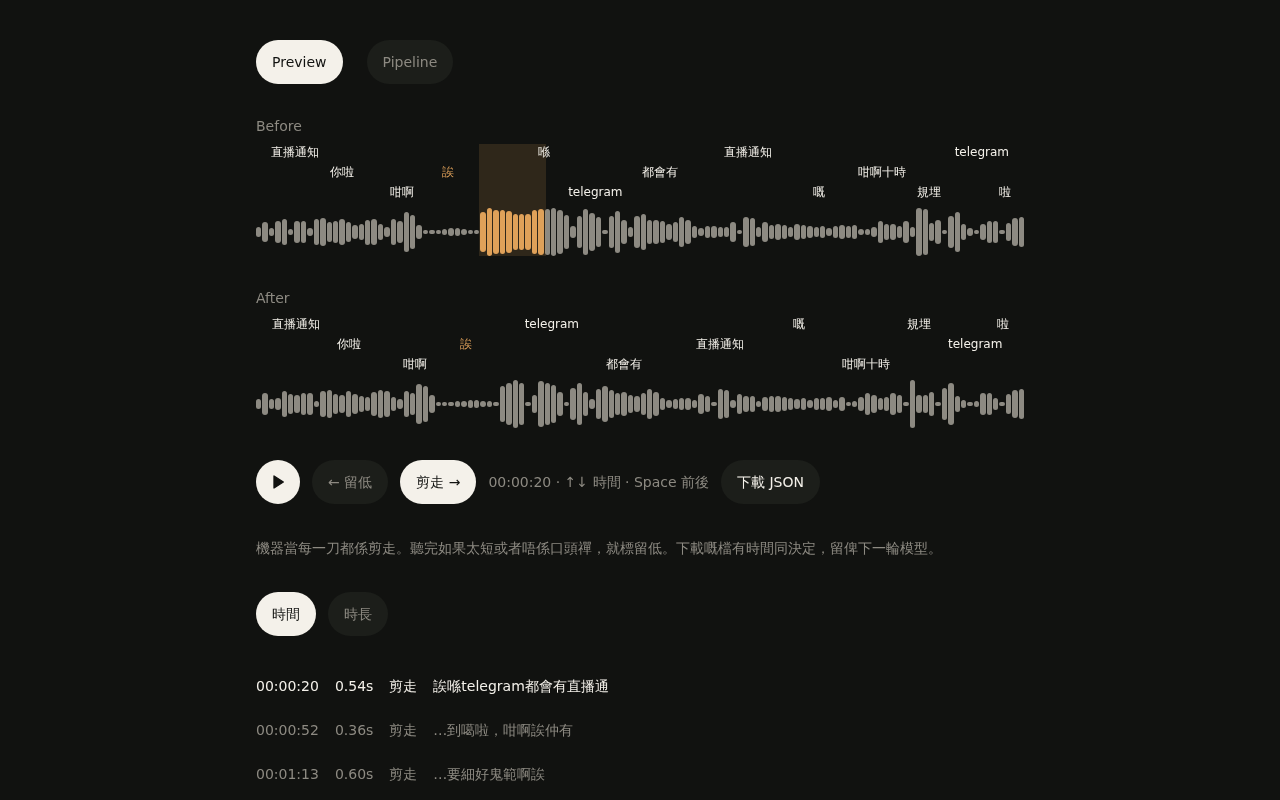 Preview Pipeline
Before
直播通知 喺 直播通知 telegram
你啦 誒 都會有 咁啊十時
咁啊 telegram 嘅 規埋 啦
After
直播通知 telegram 嘅 規埋 啦
你啦 誒 直播通知 telegram
咁啊 都會有 咁啊十時
← 留低 剪走 → 00:00:20 · ↑↓ 時間 · Space 前後 下載 JSON
機器當每一刀都係剪走。聽完如果太短或者唔係口頭禪，就標留低。下載嘅檔有時間同決定，留俾下一輪模型。
時間 時長
00:00:20 0.54s 剪走 誒喺telegram都會有直播通
00:00:52 0.36s 剪走 …到噶啦，咁啊誒仲有
00:01:13 0.60s 剪走 …要細好鬼範啊誒